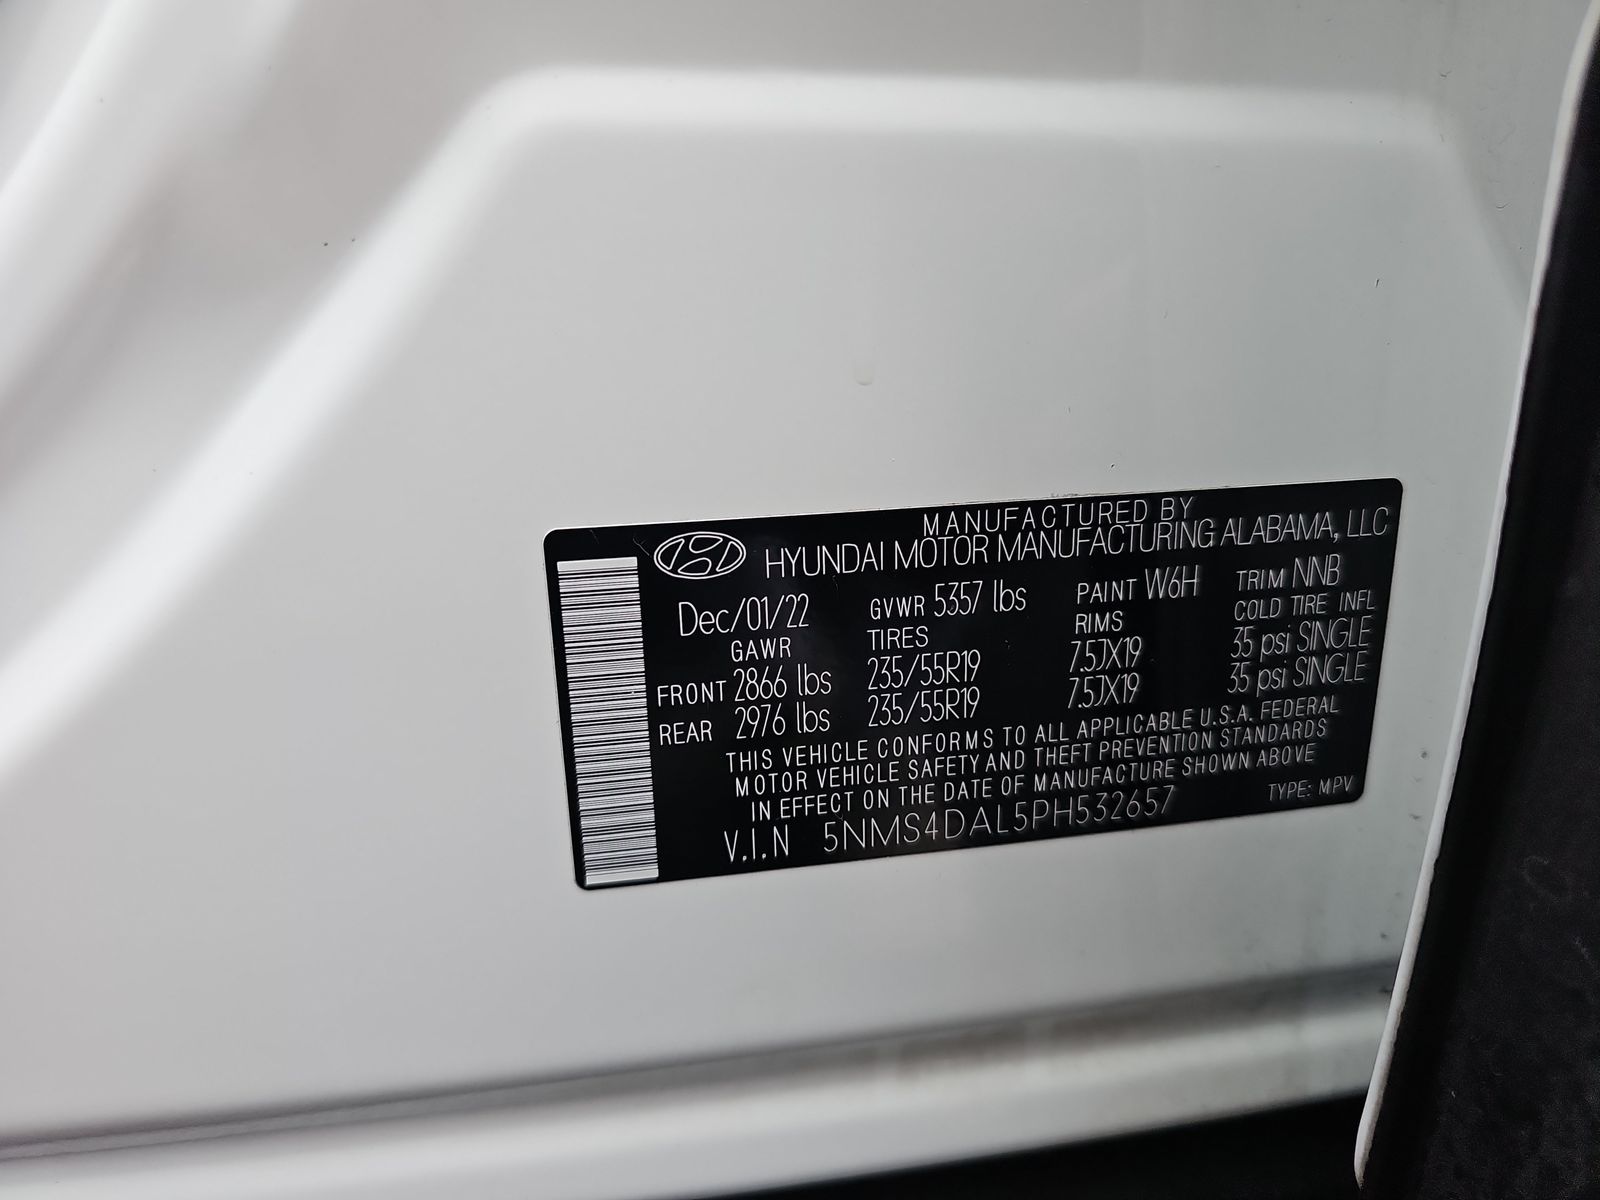 MANUFACTURED BY
HYUNDAI MOTOR MANUFACTURING ALABAMA, LLC
Dec/01/22 GVWR 5357 lbs PAINT W6H TRIM NNB
GAWR TIRES RIMS COLD TIRE INFL
FRONT 2866 lbs 235/55R19 7.5JX19 35 psi SINGLE
REAR 2976 lbs 235/55R19 7.5JX19 35 psi SINGLE
THIS VEHICLE CONFORMS TO ALL APPLICABLE U.S.A. FEDERAL
MOTOR VEHICLE SAFETY AND THEFT PREVENTION STANDARDS
IN EFFECT ON THE DATE OF MANUFACTURE SHOWN ABOVE
V.I.N 5NMS4DAL5PH532657 TYPE: MPV